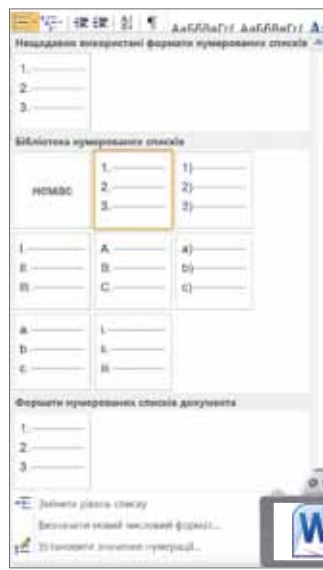 АаБбВвГг АаБбВвГг А
Нещодавно використані формати нумерованих списків
1.
2.
3.
Бібліотека нумерованих списків
немає
1.
2.
3.
1)
2)
3)
I.
II.
III.
A.
B.
C.
a)
b)
c)
a.
b.
c.
i.
ii.
iii.
Формати нумерованих списків документа
1.
2.
3.
Змінити рівень списку
Визначити новий числовий формат...
Установити значення нумерації...
W